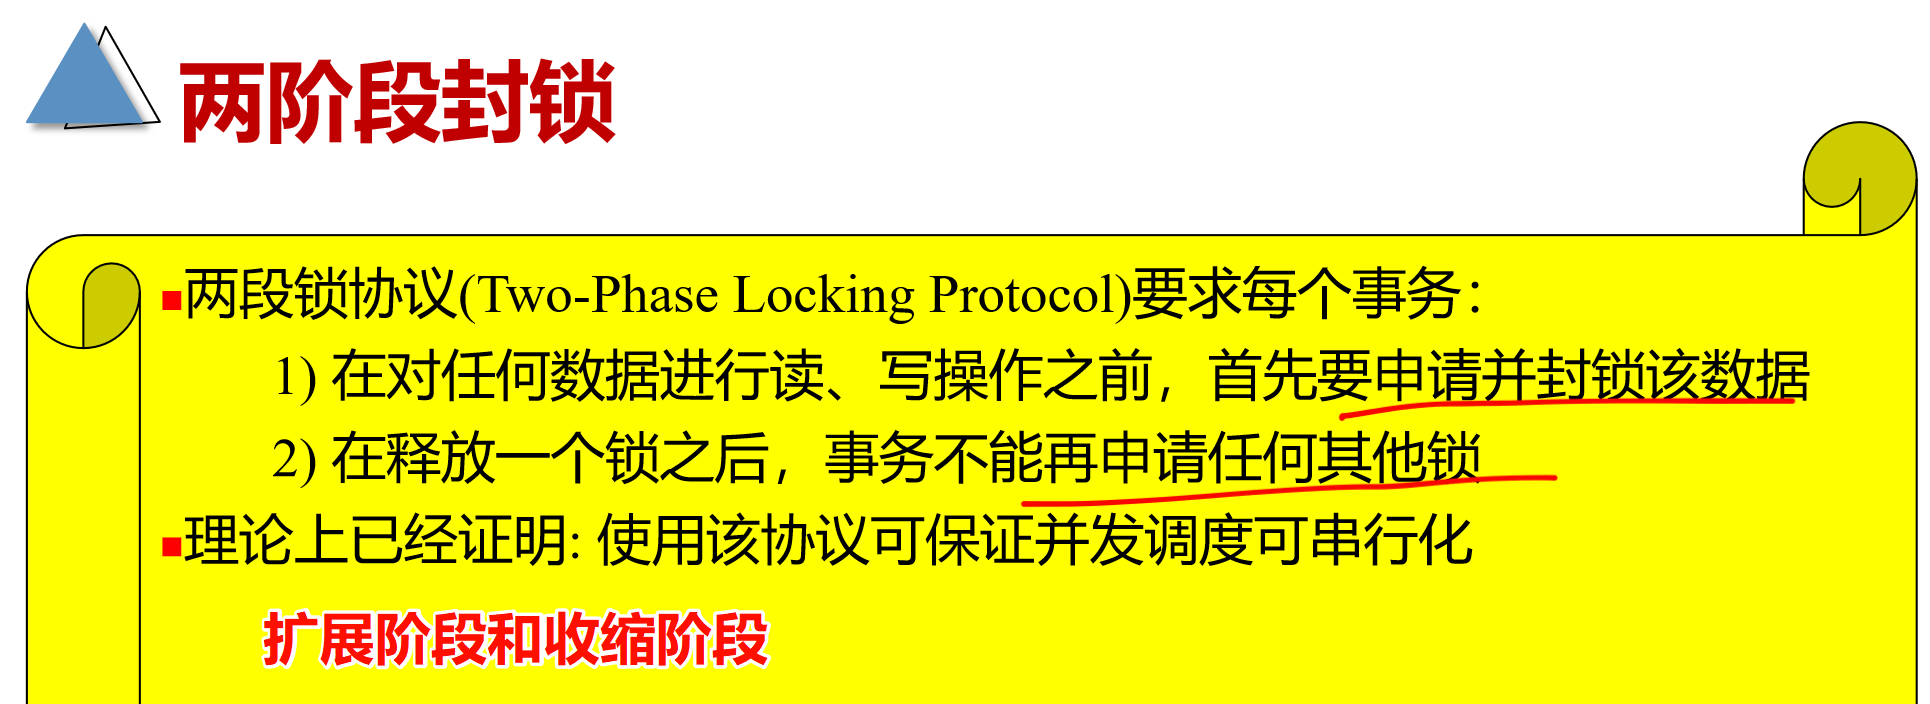 两阶段封锁
两段锁协议(Two-Phase Locking Protocol)要求每个事务：
1) 在对任何数据进行读、写操作之前，首先要申请并封锁该数据
2) 在释放一个锁之后，事务不能再申请任何其他锁
理论上已经证明: 使用该协议可保证并发调度可串行化
扩展阶段和收缩阶段